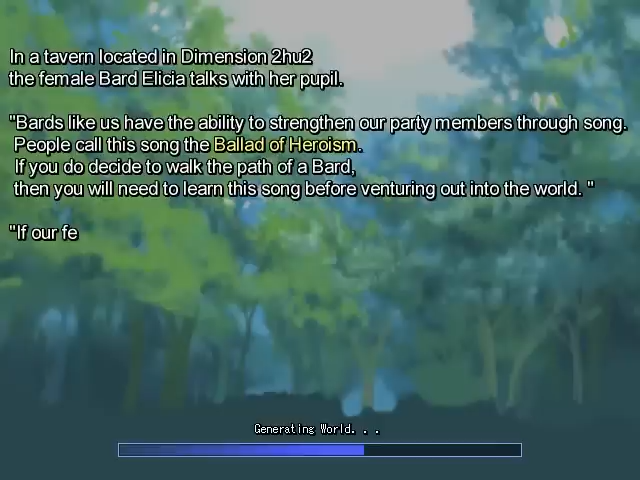 In a tavern located in Dimension 2hu2
the female Bard Elicia talks with her pupil.
"Bards like us have the ability to strengthen our party members through song.
People call this song the Ballad of Heroism.
If you do decide to walk the path of a Bard,
then you will need to learn this song before venturing out into the world. "
"If our fe
Generating World. . .